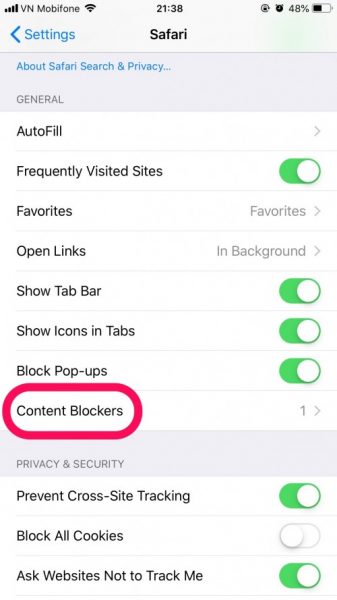 VN Mobifone 21:38 48%
Settings Safari
About Safari Search & Privacy...
GENERAL
AutoFill
Frequently Visited Sites
Favorites Favorites
Open Links In Background
Show Tab Bar
Show Icons in Tabs
Block Pop-ups
Content Blockers 1
PRIVACY & SECURITY
Prevent Cross-Site Tracking
Block All Cookies
Ask Websites Not to Track Me